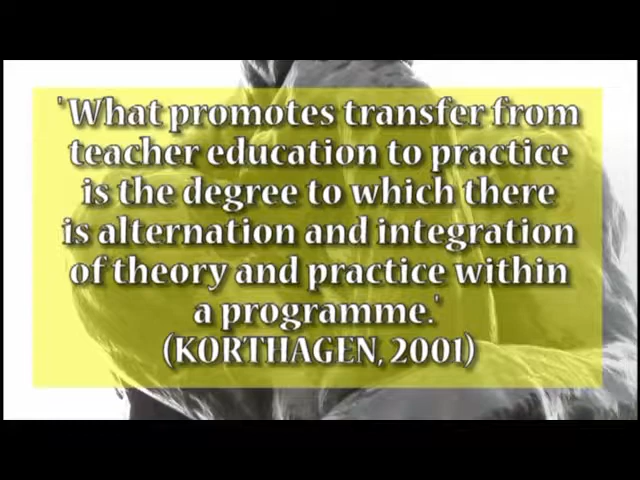 'What promotes transfer from
teacher education to practice
is the degree to which there
is alternation and integration
of theory and practice within
a programme.'
(KORTHAGEN, 2001)